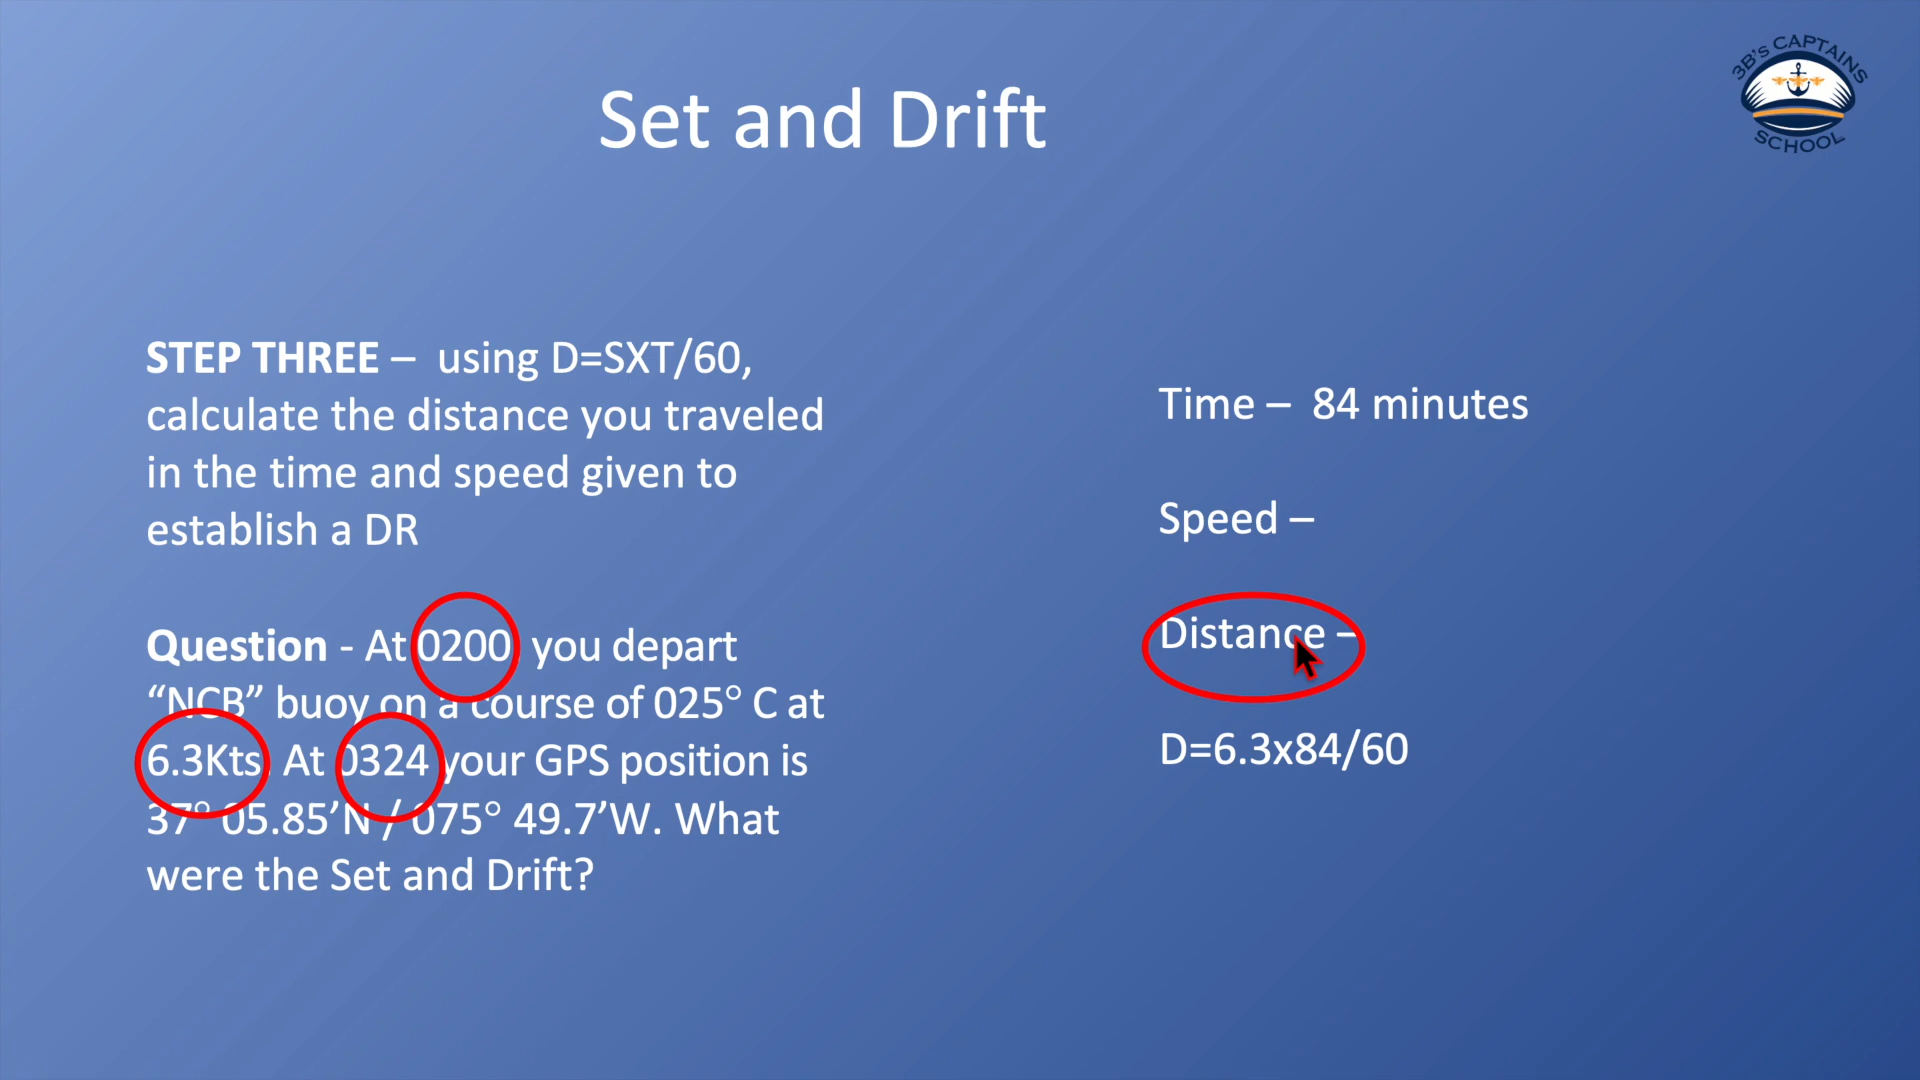 3B's CAPTAINS
SCHOOL
Set and Drift
STEP THREE – using D=SXT/60,
calculate the distance you traveled
in the time and speed given to
establish a DR
Question - At 0200, you depart
“NCB” buoy on a course of 025° C at
6.3Kts. At 0324 your GPS position is
37° 05.85’N / 075° 49.7’W. What
were the Set and Drift?
Time – 84 minutes
Speed –
Distance –
D=6.3x84/60